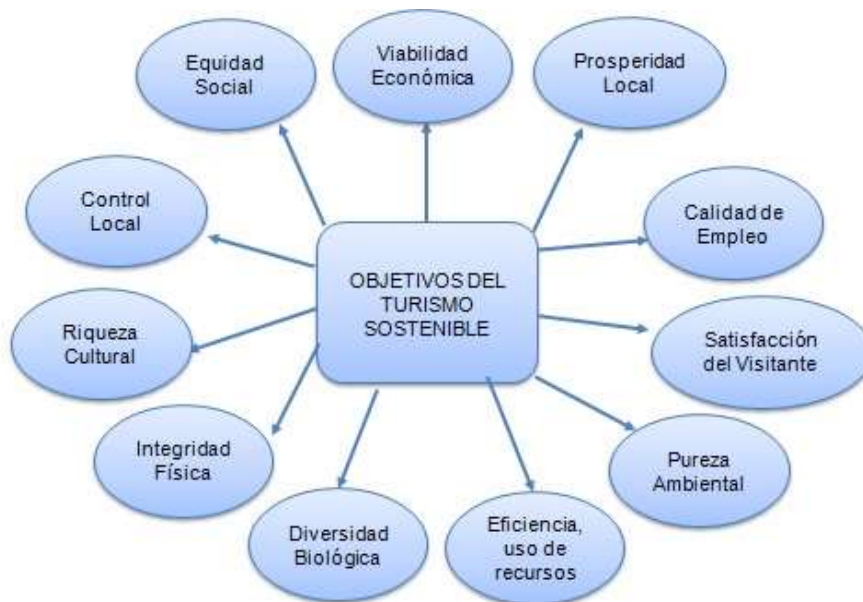 Equidad
Social
Viabilidad
Económica
Prosperidad
Local
Control
Local
Calidad de
Empleo
OBJETIVOS DEL
TURISMO
SOSTENIBLE
Riqueza
Cultural
Satisfacción
del Visitante
Integridad
Física
Pureza
Ambiental
Diversidad
Biológica
Eficiencia,
uso de
recursos